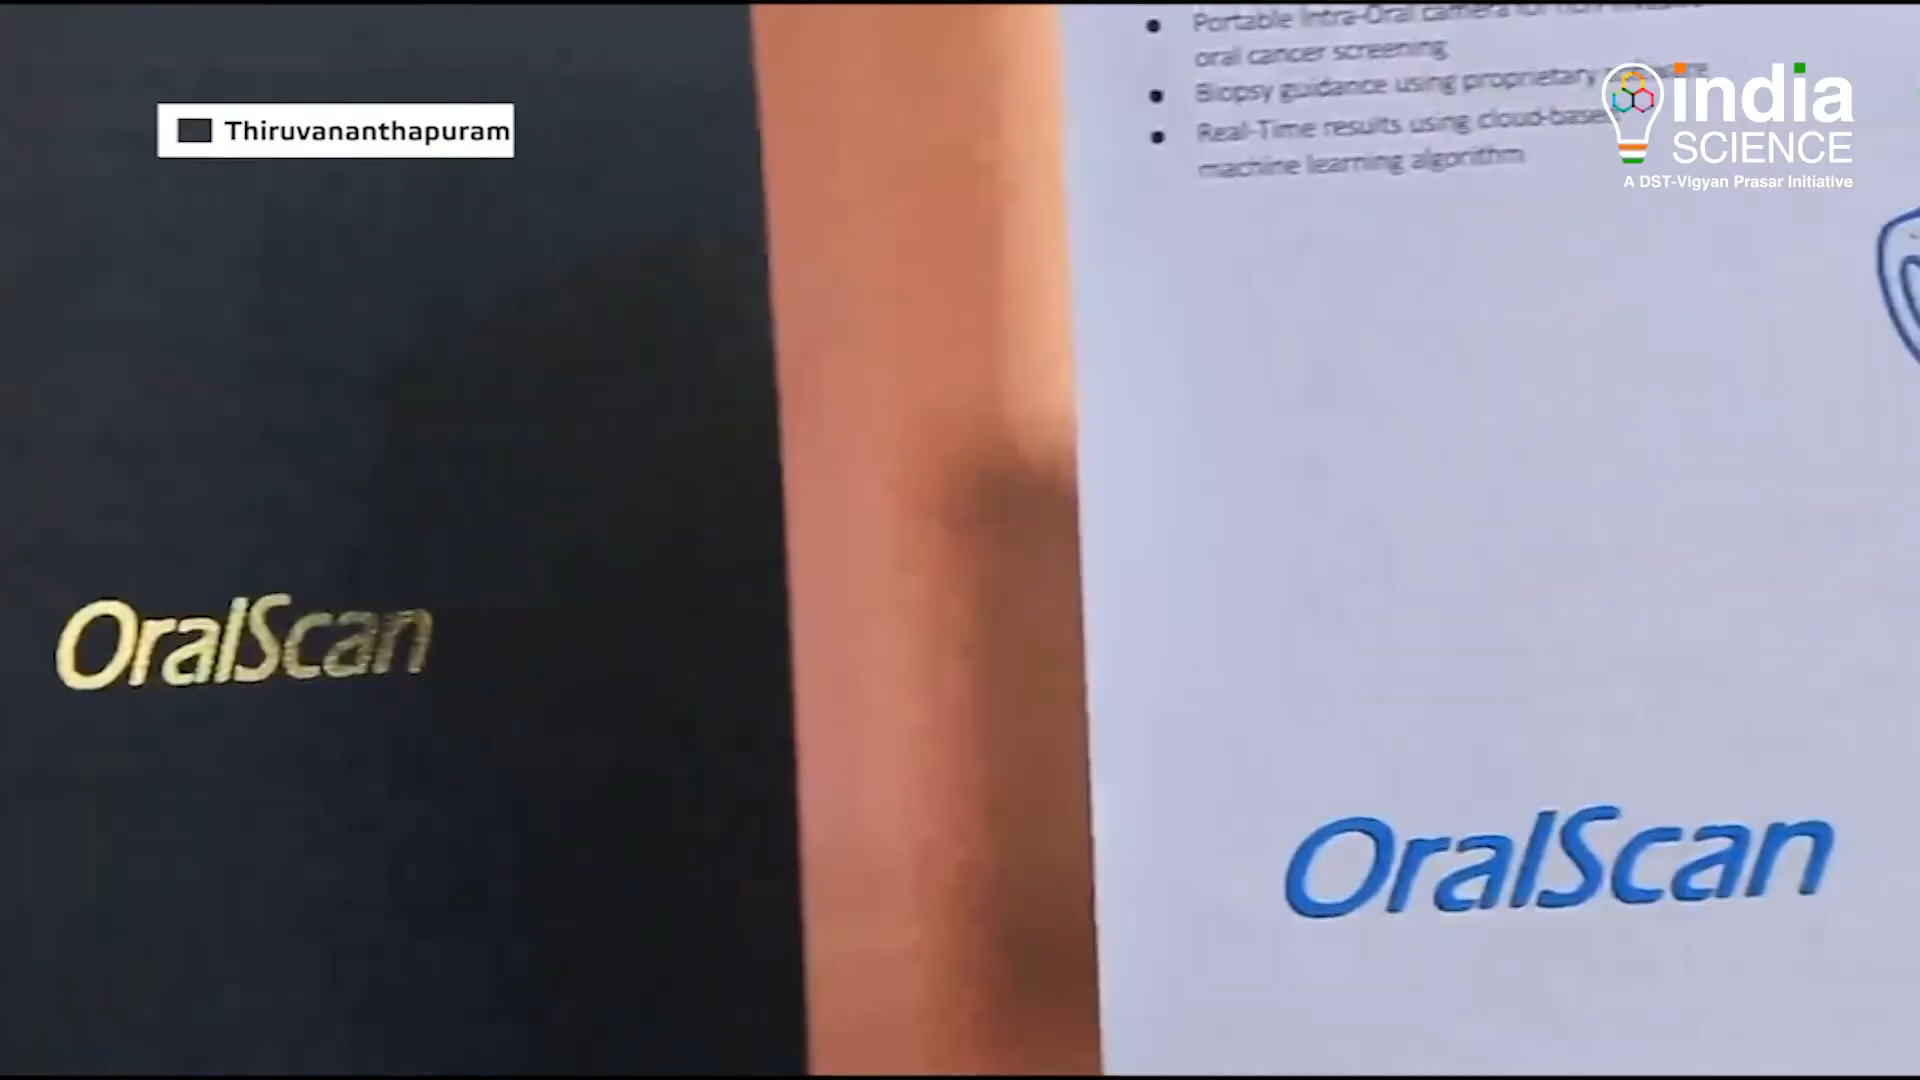 Thiruvananthapuram
Portable Intra-Oral camera for
oral cancer screening
Biopsy guidance using proprietary
Real-Time results using cloud-based
machine learning algorithm
india
SCIENCE
A DST-Vigyan Prasar Initiative
OralScan
OralScan